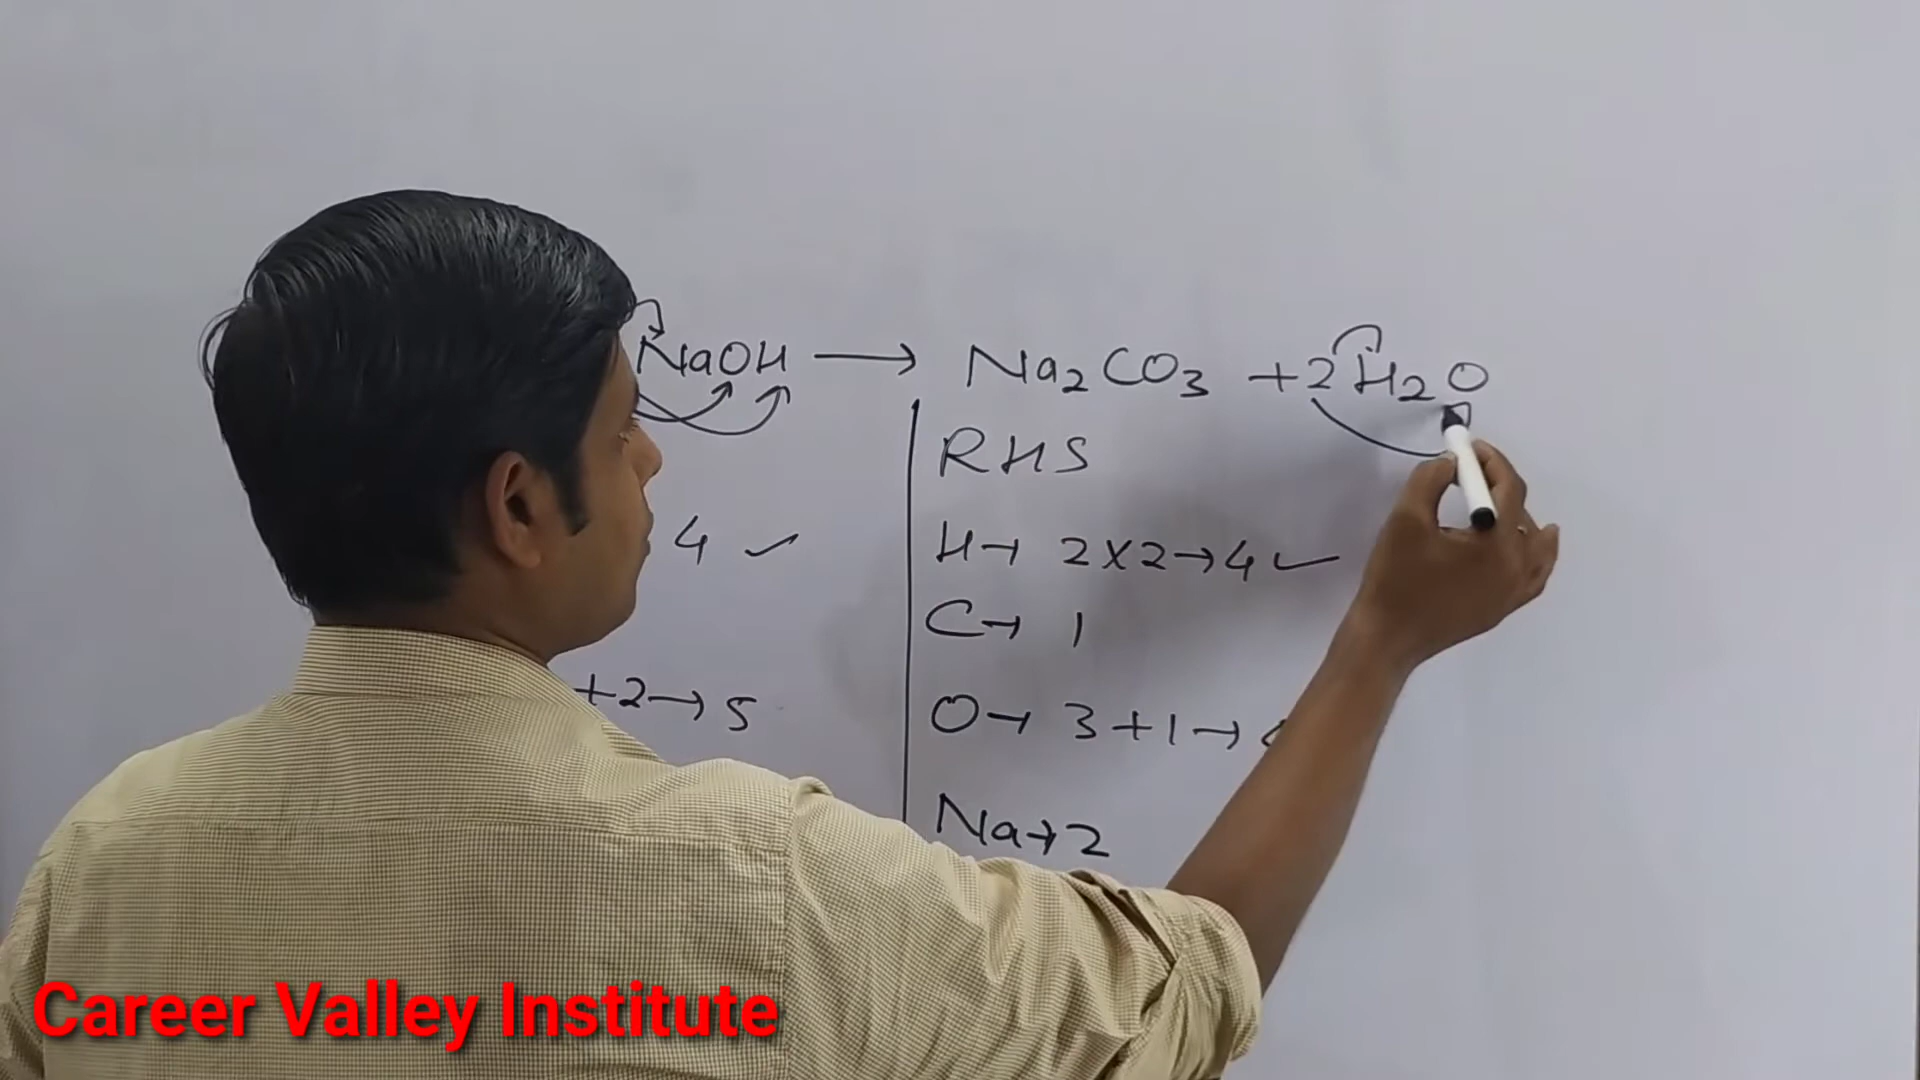 NaOH → Na₂CO₃ + 2H₂O
RHS
4 ✓ H → 2×2 → 4 ✓
C → 1
+2 → 5 O → 3+1 →
Na → 2
Career Valley Institute